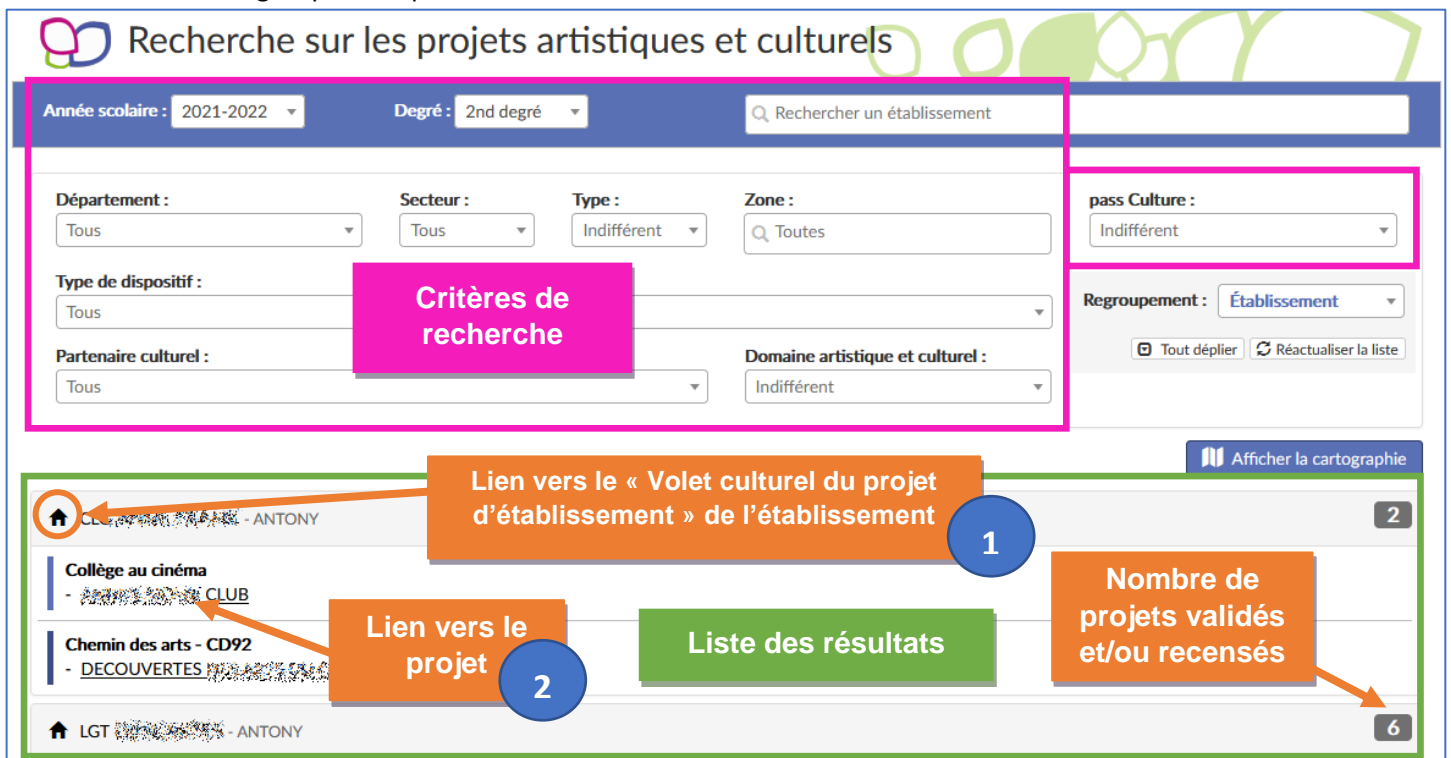 Recherche sur les projets artistiques et culturels
Année scolaire : 2021-2022 Degré : 2nd degré Rechercher un établissement
Département : Secteur : Type : Zone : pass Culture :
Tous Tous Indifférent Toutes Indifférent
Type de dispositif :
Tous
Critères de
recherche
Regroupement : Établissement
Partenaire culturel : Domaine artistique et culturel :
Tout déplier Réactualiser la liste
Tous Indifférent
Afficher la cartographie
Lien vers le « Volet culturel du projet
d'établissement » de l'établissement
1
- ANTONY 2
Collège au cinéma
- CLUB
Nombre de
projets validés
et/ou recensés
Lien vers le
projet
2
Liste des résultats
Chemin des arts - CD92
- DECOUVERTES
LGT - ANTONY 6